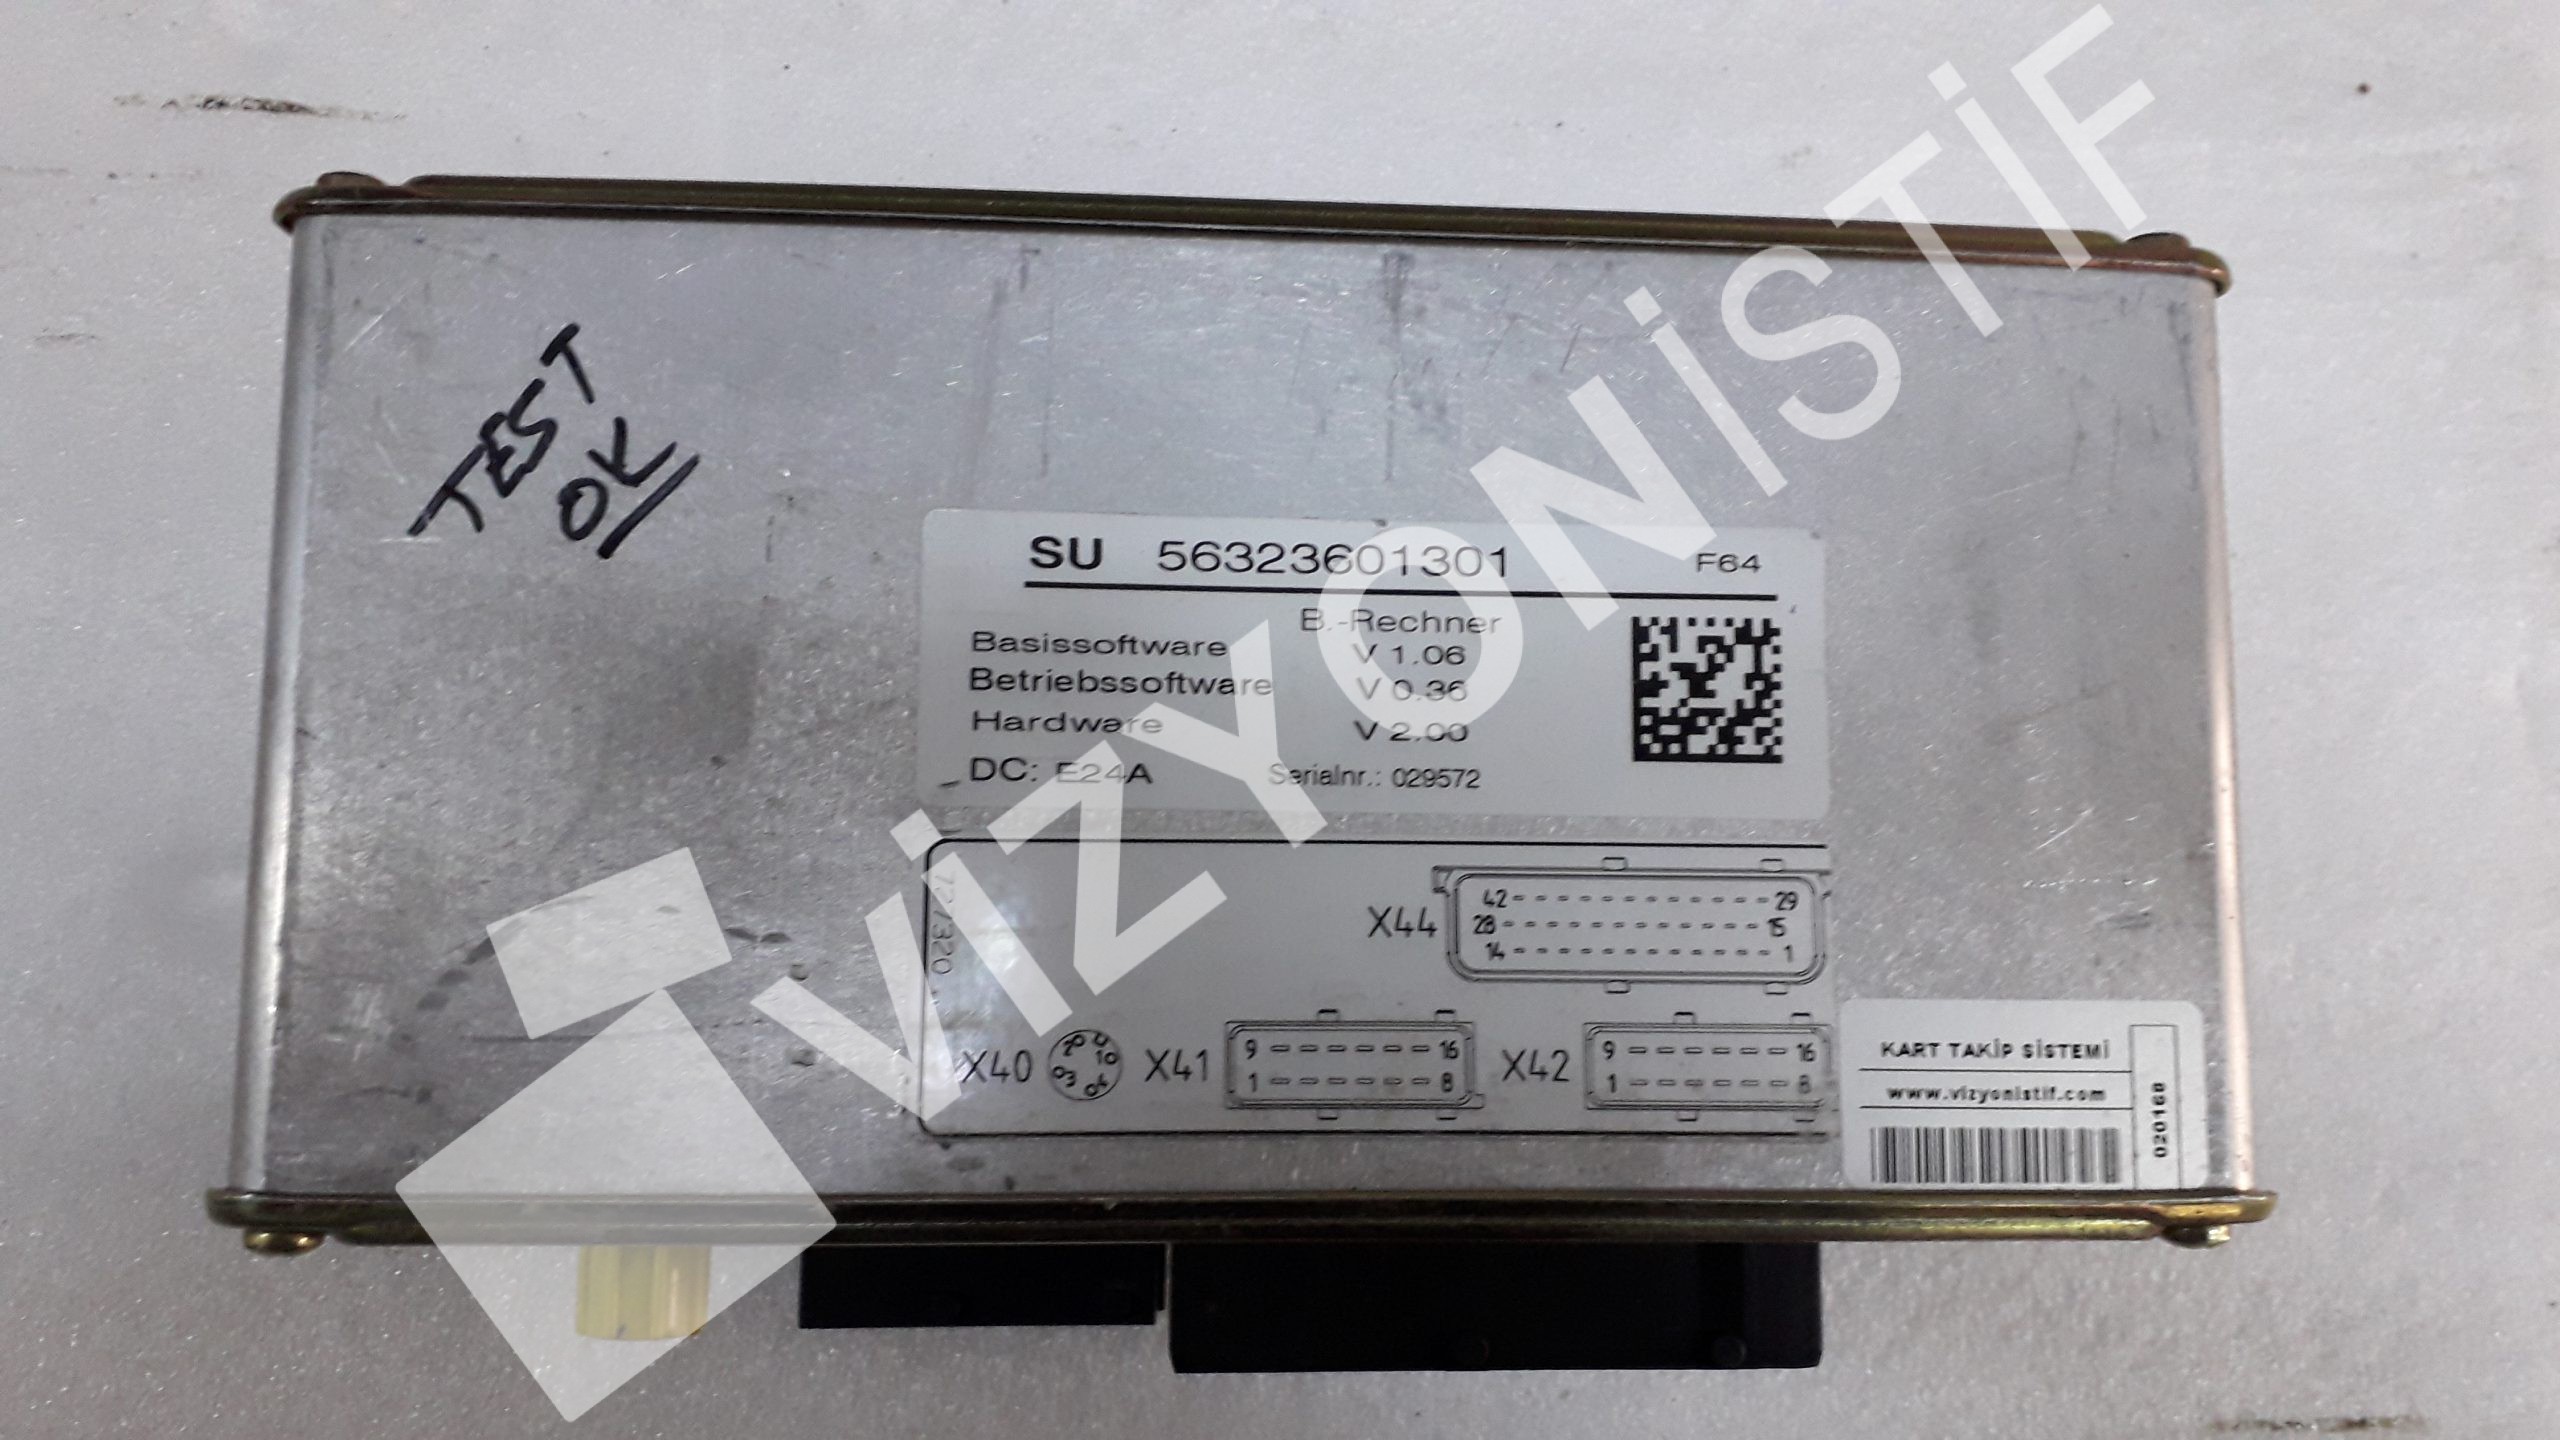 TEST
OK
SU 56323601301 F64
B.-Rechner
Basissoftware V 1.06
Betriebssoftware V 0.36
Hardware V 2.00
DC: E24A Serialnr.: 029572
VİZYONİSTİF
X44
42 29
28 15
14 1
X40
X41
9 16
1 8
X42
9 16
1 8
KART TAKİP SİSTEMİ
www.vizyonistif.com
020168